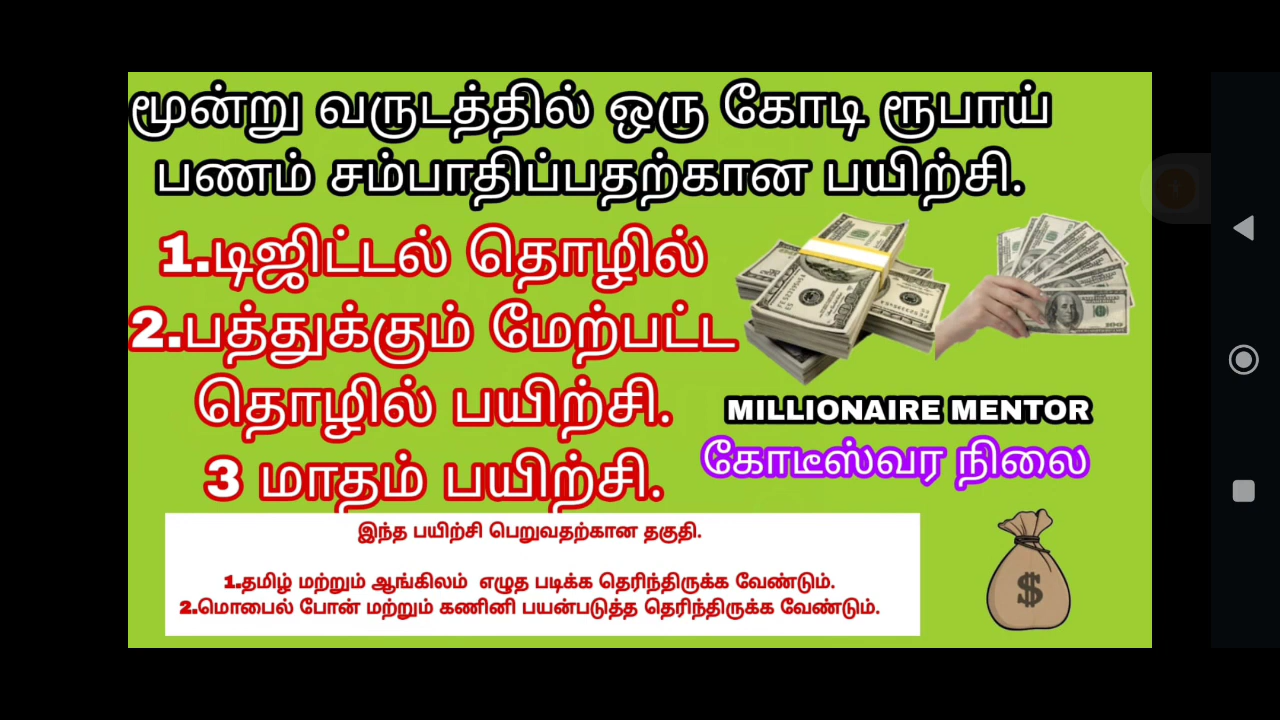 மூன்று வருடத்தில் ஒரு கோடி ரூபாய்
பணம் சம்பாதிப்பதற்கான பயிற்சி.
1.டிஜிட்டல் தொழில்
2.பத்துக்கும் மேற்பட்ட
தொழில் பயிற்சி.
3 மாதம் பயிற்சி.
MILLIONAIRE MENTOR
கோடீஸ்வர நிலை
இந்த பயிற்சி பெறுவதற்கான தகுதி.
1.தமிழ் மற்றும் ஆங்கிலம் எழுத படிக்க தெரிந்திருக்க வேண்டும்.
2.மொபைல் போன் மற்றும் கணினி பயன்படுத்த தெரிந்திருக்க வேண்டும்.